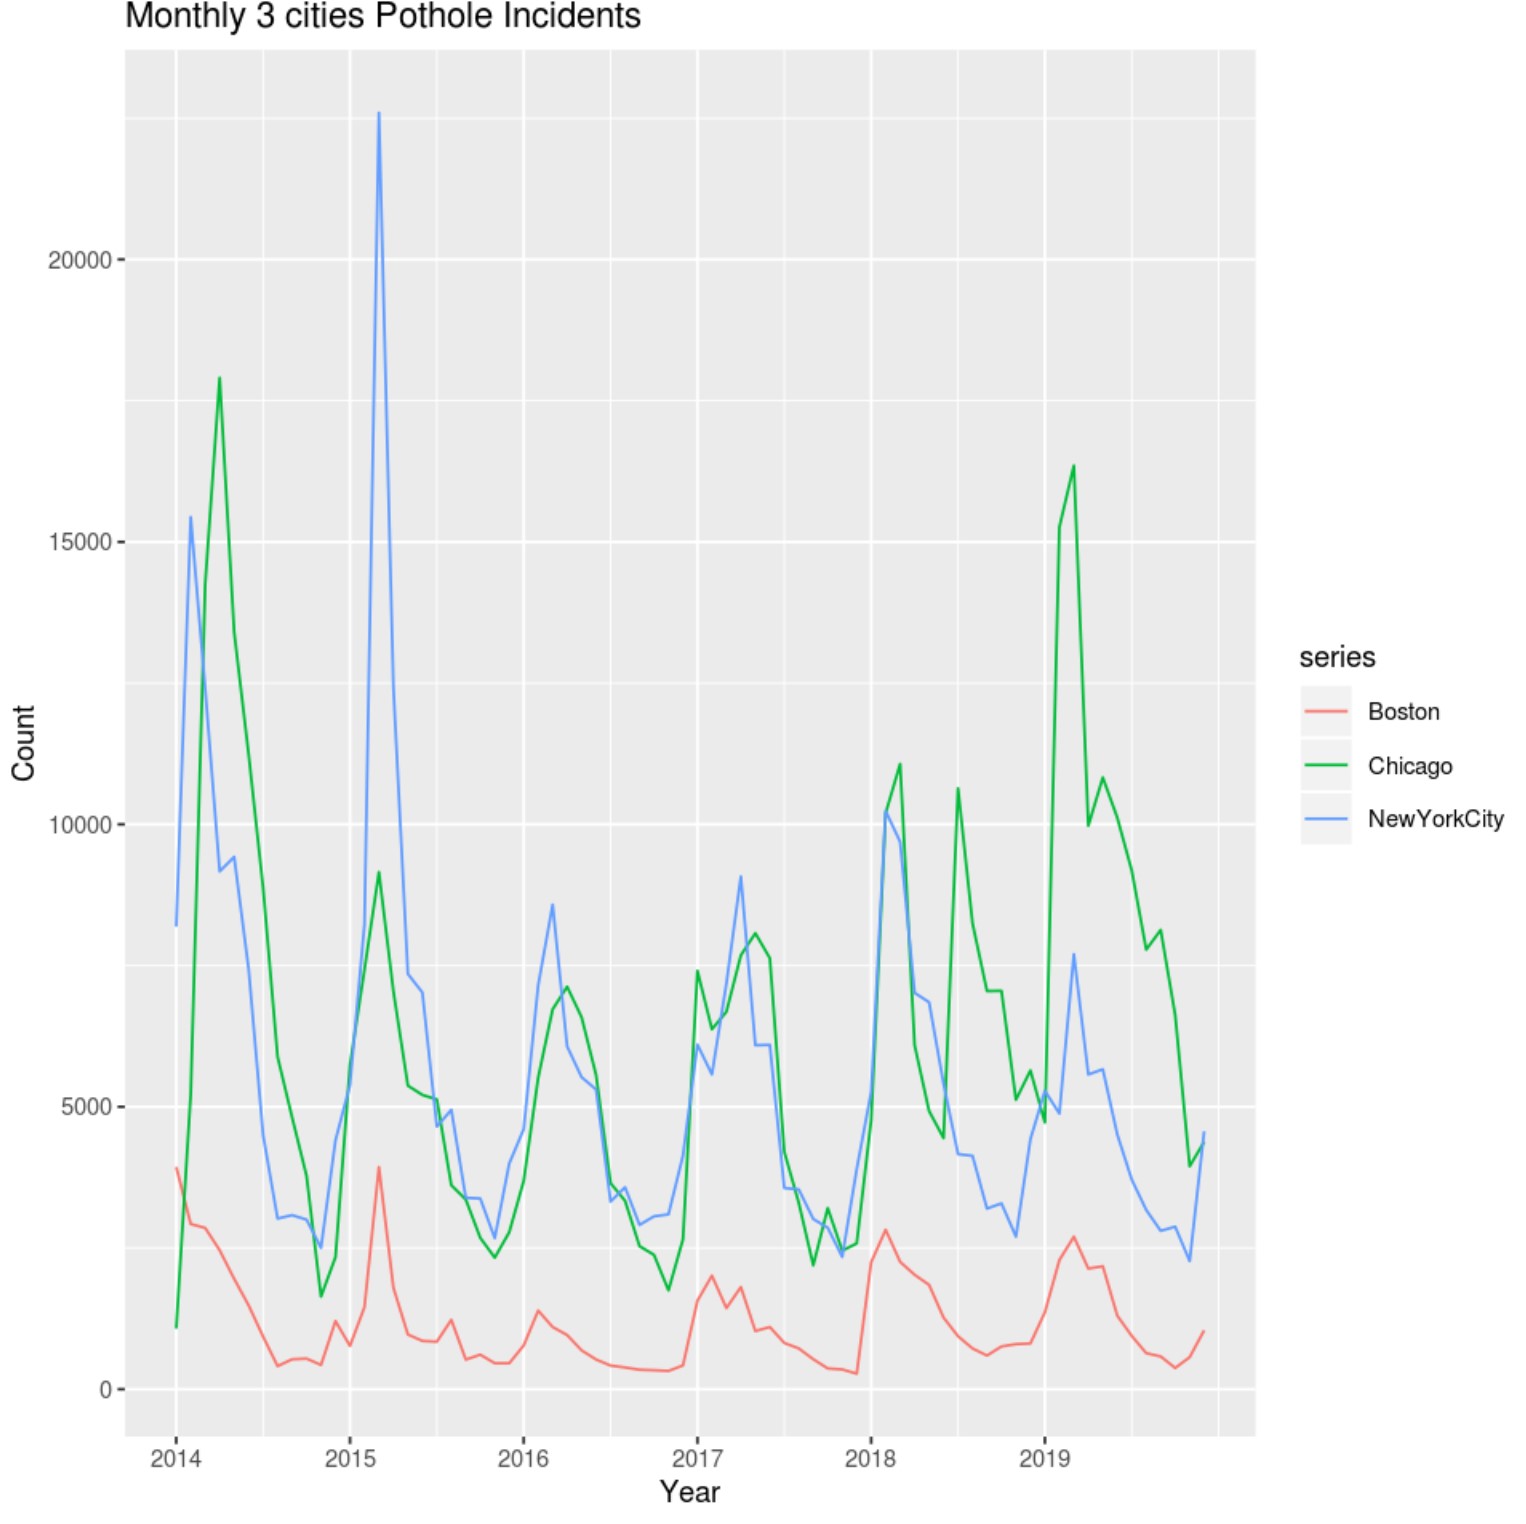 Monthly 3 cities Pothole Incidents
20000
15000
10000
5000
0
Count
2014 2015 2016 2017 2018 2019
Year
series
Boston
Chicago
NewYorkCity